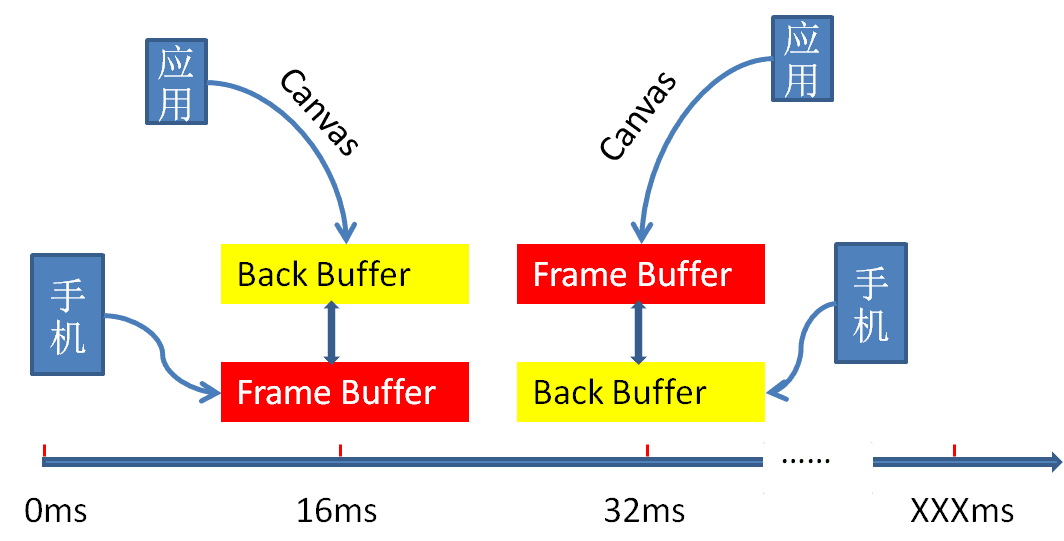 应
用
Canvas
Canvas
应
用
手
机
Back Buffer
Frame Buffer
手
机
Frame Buffer
Back Buffer
0ms
16ms
32ms
......
XXXms